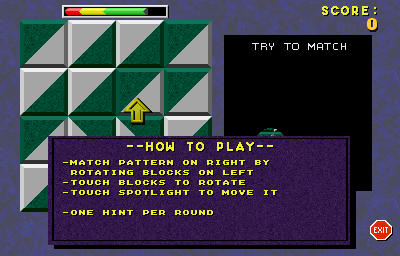 SCORE:
0
TRY TO MATCH
--HOW TO PLAY--
-MATCH PATTERN ON RIGHT BY
ROTATING BLOCKS ON LEFT
-TOUCH BLOCKS TO ROTATE
-TOUCH SPOTLIGHT TO MOVE IT
-ONE HINT PER ROUND
EXIT